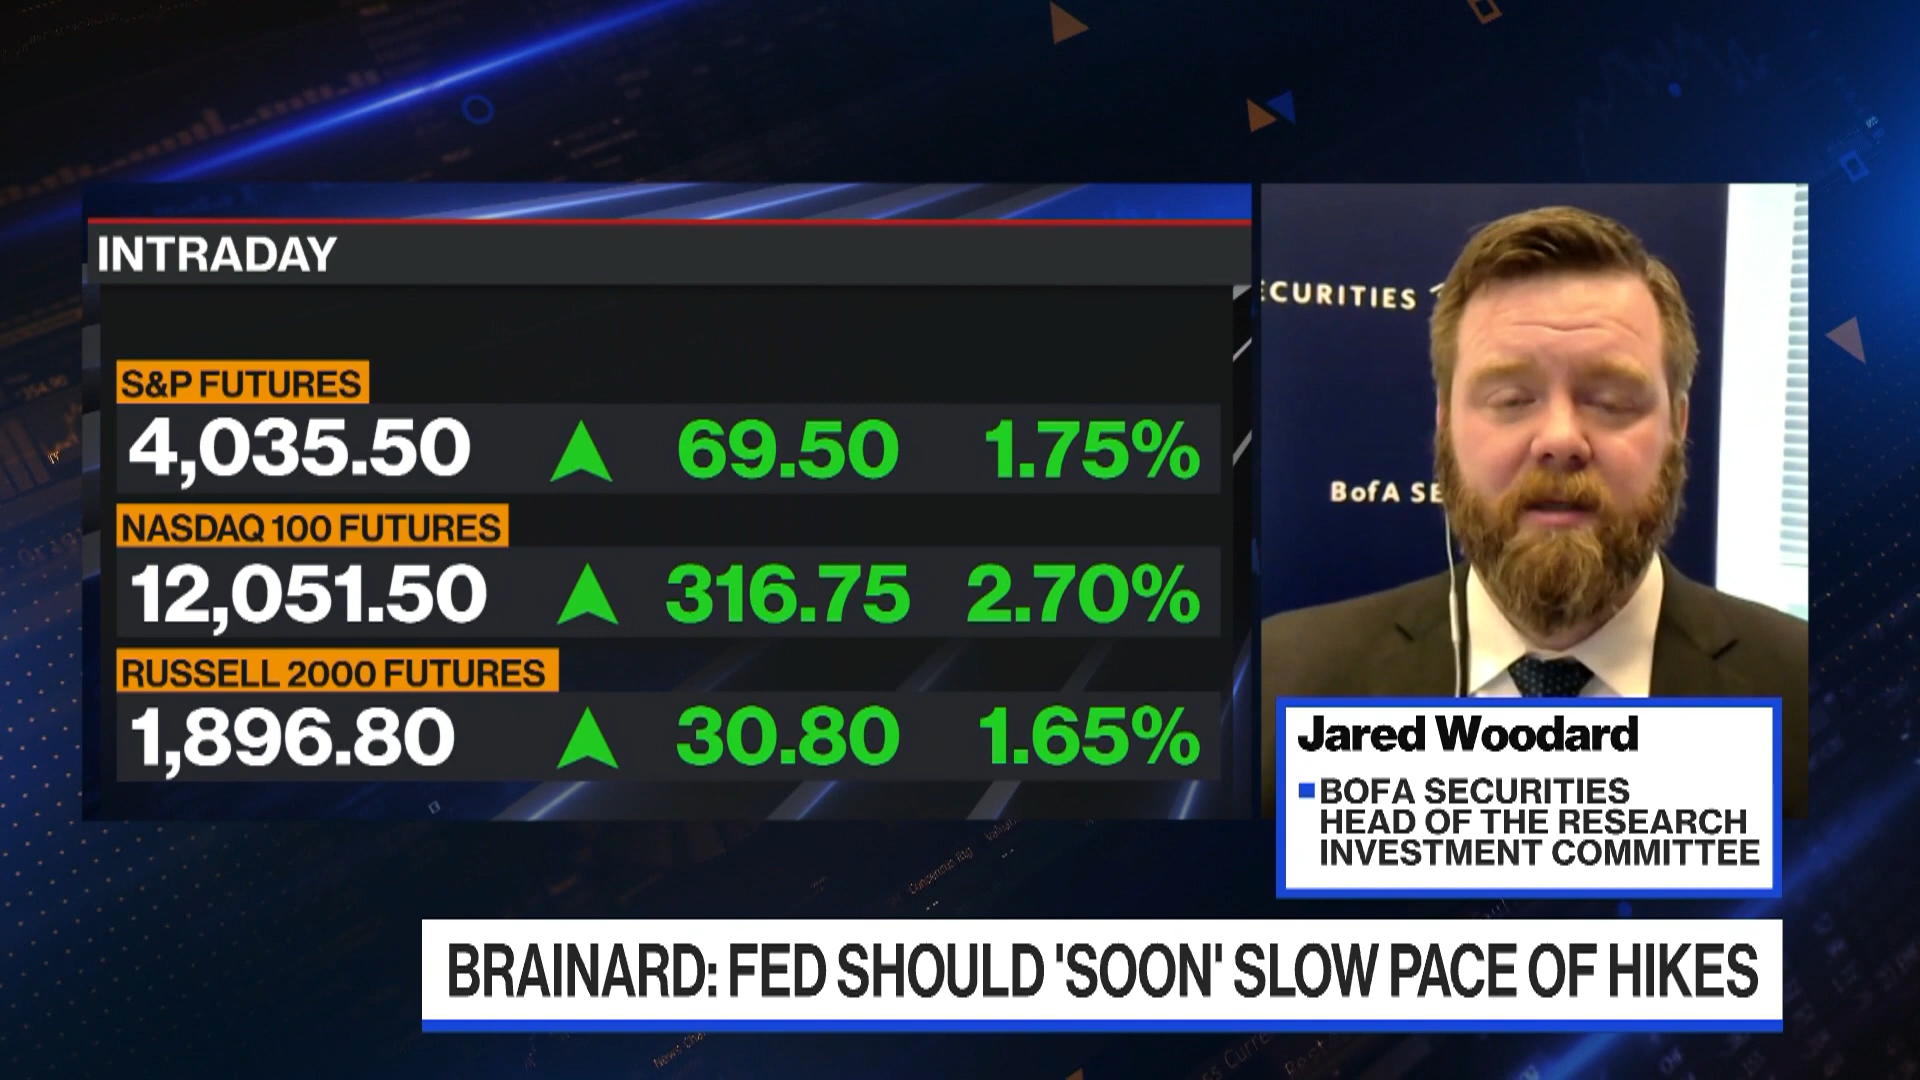 INTRADAY
S&P FUTURES
4,035.50 ▲ 69.50 1.75%
NASDAQ 100 FUTURES
12,051.50 ▲ 316.75 2.70%
RUSSELL 2000 FUTURES
1,896.80 ▲ 30.80 1.65%
ECURITIES
BofA SE
Jared Woodard
BOFA SECURITIES
HEAD OF THE RESEARCH
INVESTMENT COMMITTEE
BRAINARD: FED SHOULD 'SOON' SLOW PACE OF HIKES